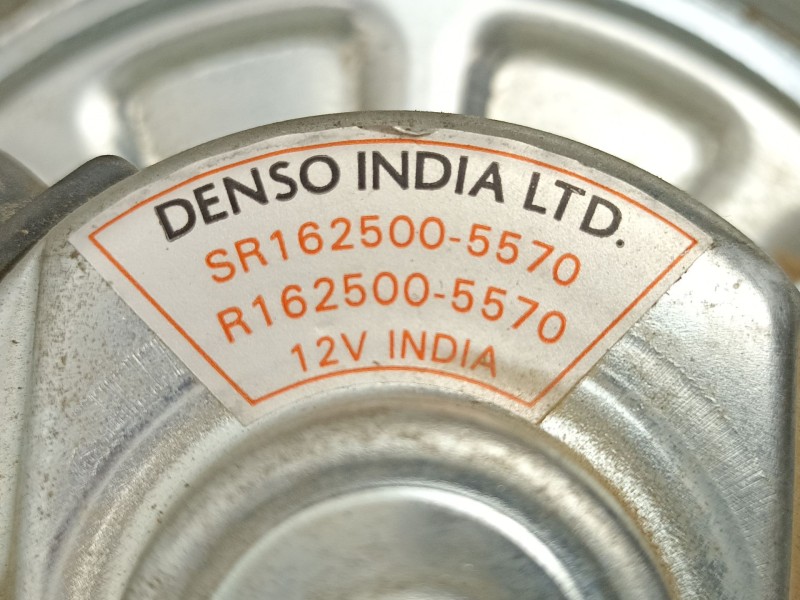 DENSO INDIA LTD.
SR162500-5570
R162500-5570
12V INDIA